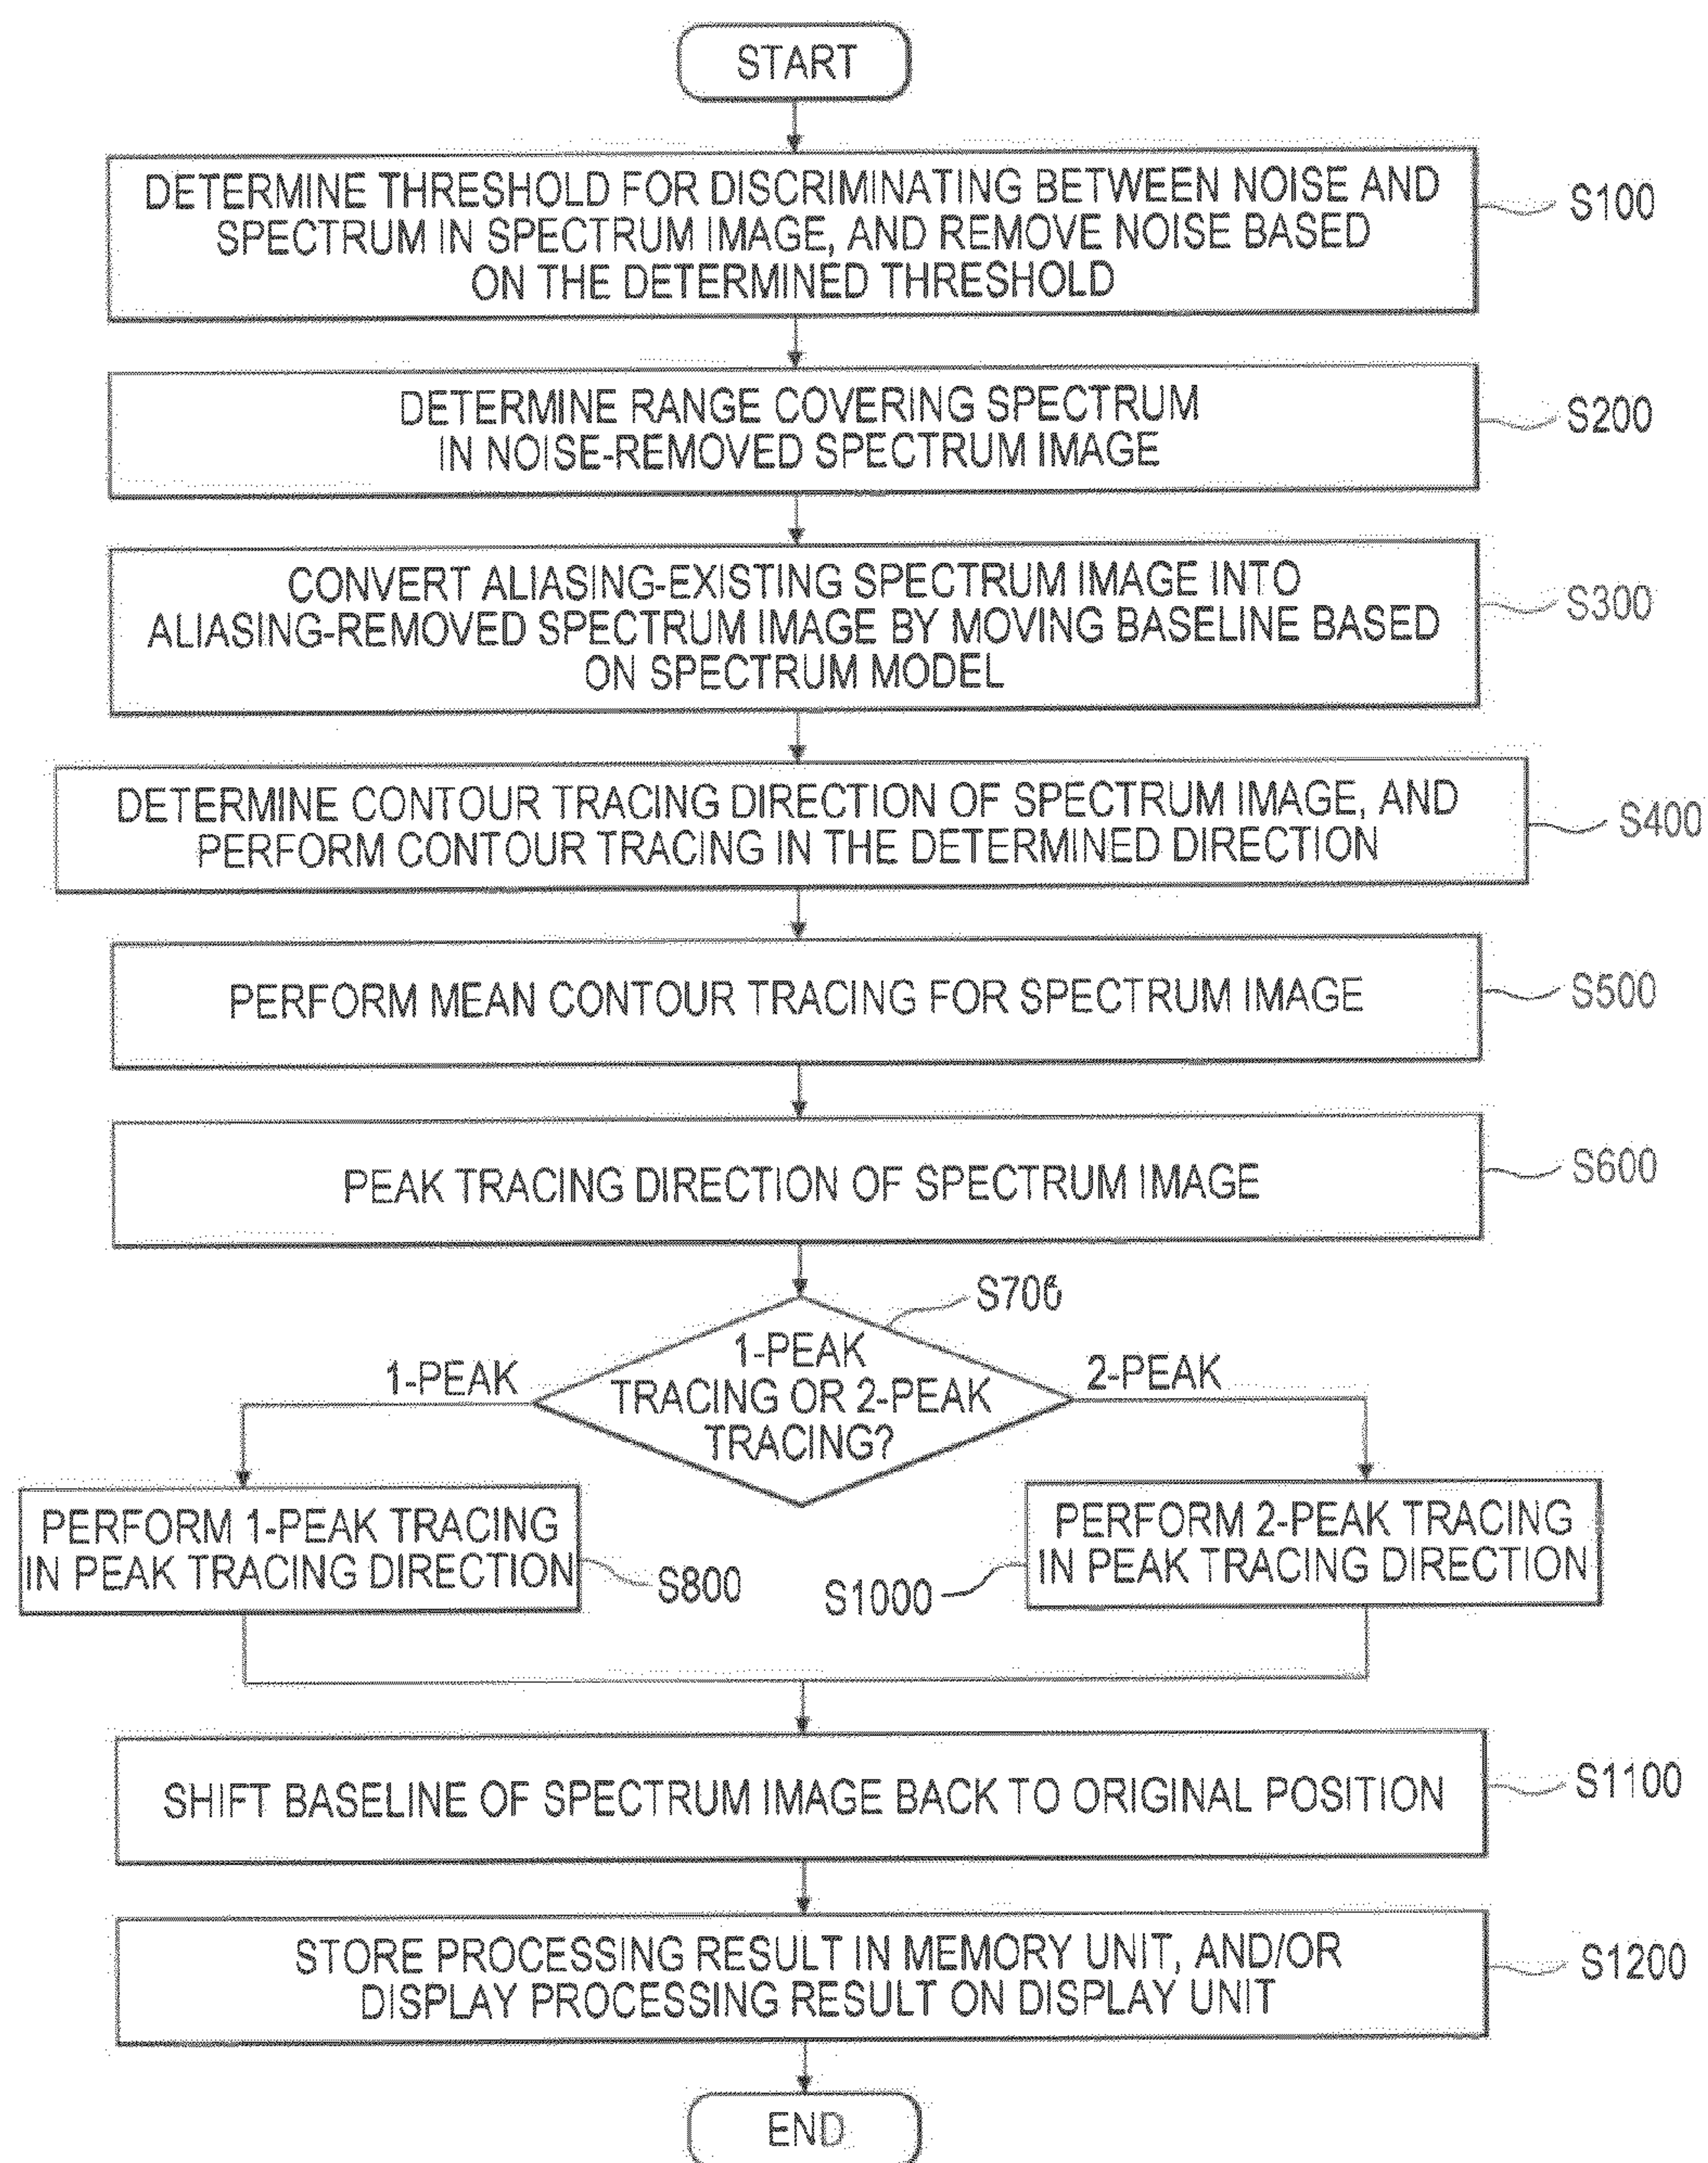 START
DETERMINE THRESHOLD FOR DISCRIMINATING BETWEEN NOISE AND
SPECTRUM IN SPECTRUM IMAGE, AND REMOVE NOISE BASED
ON THE DETERMINED THRESHOLD
S100
DETERMINE RANGE COVERING SPECTRUM
IN NOISE-REMOVED SPECTRUM IMAGE
S200
CONVERT ALIASING-EXISTING SPECTRUM IMAGE INTO
ALIASING-REMOVED SPECTRUM IMAGE BY MOVING BASELINE BASED
ON SPECTRUM MODEL
S300
DETERMINE CONTOUR TRACING DIRECTION OF SPECTRUM IMAGE, AND
PERFORM CONTOUR TRACING IN THE DETERMINED DIRECTION
S400
PERFORM MEAN CONTOUR TRACING FOR SPECTRUM IMAGE
S500
PEAK TRACING DIRECTION OF SPECTRUM IMAGE
S600
S700
1-PEAK
TRACING OR 2-PEAK
TRACING?
1-PEAK
2-PEAK
PERFORM 1-PEAK TRACING
IN PEAK TRACING DIRECTION
S800
PERFORM 2-PEAK TRACING
IN PEAK TRACING DIRECTION
S1000
SHIFT BASELINE OF SPECTRUM IMAGE BACK TO ORIGINAL POSITION
S1100
STORE PROCESSING RESULT IN MEMORY UNIT, AND/OR
DISPLAY PROCESSING RESULT ON DISPLAY UNIT
S1200
END